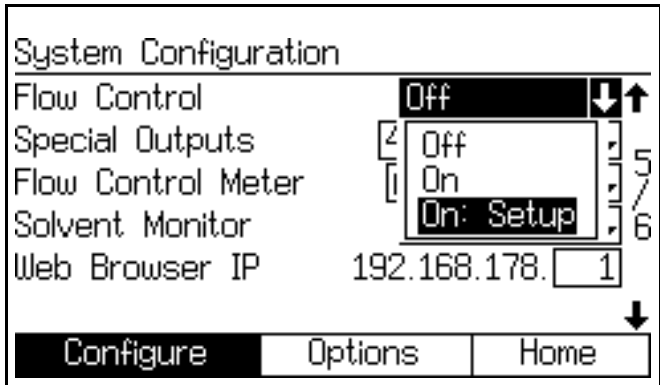 System Configuration
Flow Control Off
Special Outputs
Off
Flow Control Meter
On
5/6
Solvent Monitor
On: Setup
Web Browser IP 192.168.178. 1
Configure Options Home